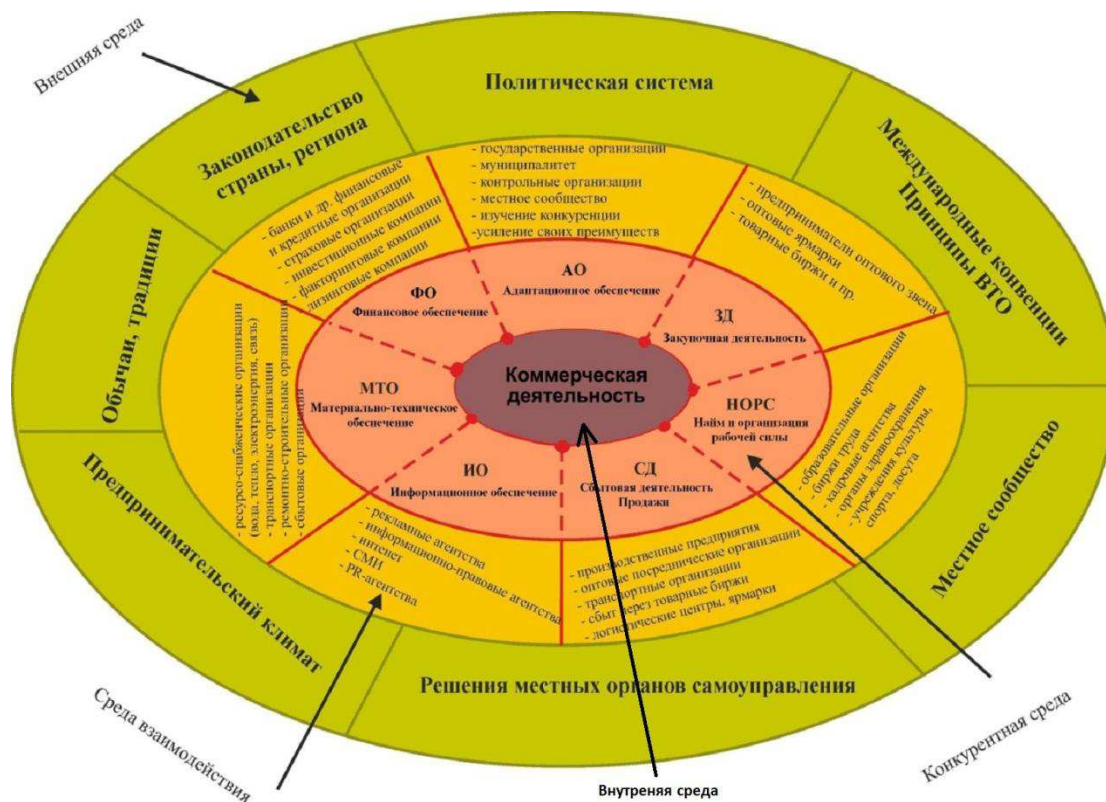 Внешняя среда
Политическая система
Законодательство
страны, региона
Международные конвенции
Принципы ВТО
Обычаи, традиции
- государственные организации
- муниципалитет
- контрольные организации
- местное сообщество
- изучение конкуренции
-усиление своих преимуществ
- банки и др. финансовые
и кредитные организации
- страховые организации
- инвестиционные компании
- факторинговые компании
- лизинговые компании
- предприниматели оптового звена
- оптовые ярмарки
- товарные биржи и пр.
АО
Адаптационное обеспечение
ФО
Финансовое обеспечение
ЗД
Закупочная деятельность
Коммерческая
деятельность
МТО
Материально-техническое
обеспечение
НОРС
Найм и организация
рабочей силы
ИО
Информационное обеспечение
СД
Сбытовая деятельность
Продажи
- ресурсо-снабженческие организации
(вода, тепло, электроэнергия, связь)
- транспортные организации
- ремонтно-строительные организации
- сбытовые организации
- образовательные организации
- биржи труда
- кадровые агентства
- органы здравоохранения
- учреждения культуры,
спорта, досуга
- рекламные агентства
- информационно-правовые агентства
- интенет
- СМИ
- PR-агентства
- производственные предприятия
- оптовые посреднические организации
- транспортные организации
- сбыт через товарные биржи
- логистические центры, ярмарки
Предпринимательский климат
Местное сообщество
Решения местных органов самоуправления
Среда взаимодействия
Внутреняя среда
Конкурентная среда